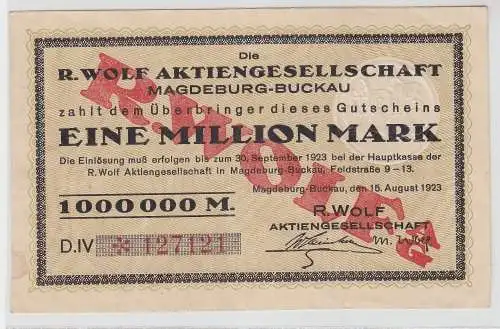 Die
R. WOLF AKTIENGESELLSCHAFT
MAGDEBURG-BUCKAU
zahlt dem Überbringer dieses Gutscheins
EINE MILLION MARK
Die Einlösung muß erfolgen bis zum 30. September 1923 bei der Hauptkasse der
R. Wolf Aktiengesellschaft in Magdeburg-Buckau, Feldstraße 9-13.
Magdeburg-Buckau, den 15. August 1923
1000000 M.
R. WOLF
AKTIENGESELLSCHAFT
D.IV ※ 127121
R. WOLF